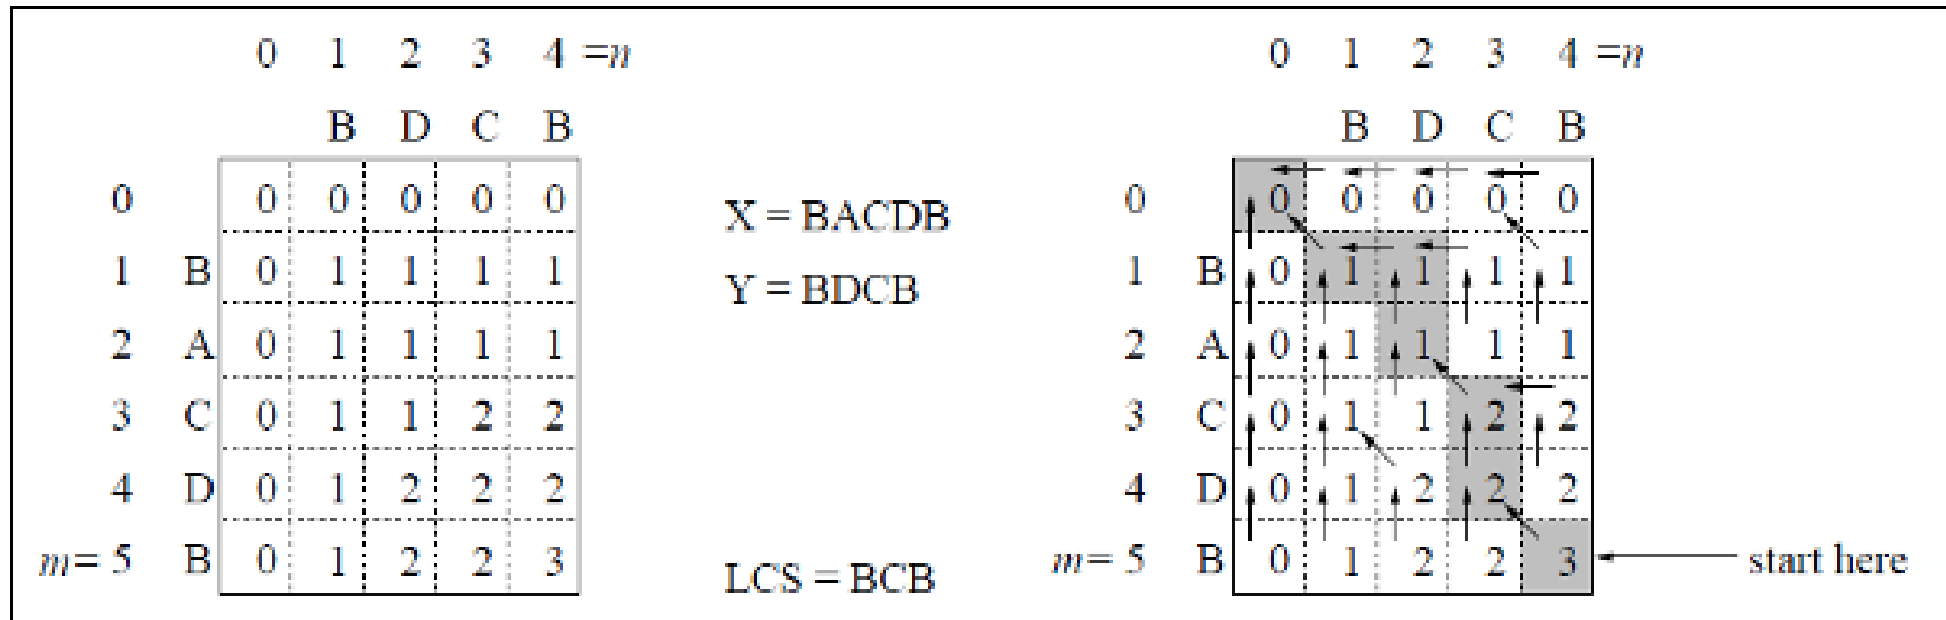 0 1 2 3 4 =n 0 1 2 3 4 =n
B D C B B D C B
0 0 0 0 0 0 X = BACDB 0 0 0 0 0 0
1 B 0 1 1 1 1 Y = BDCB 1 B 0 1 1 1 1
2 A 0 1 1 1 1 2 A 0 1 1 1 1
3 C 0 1 1 2 2 3 C 0 1 1 2 2
4 D 0 1 2 2 2 4 D 0 1 2 2 2
m= 5 B 0 1 2 2 3 LCS = BCB m= 5 B 0 1 2 2 3 start here